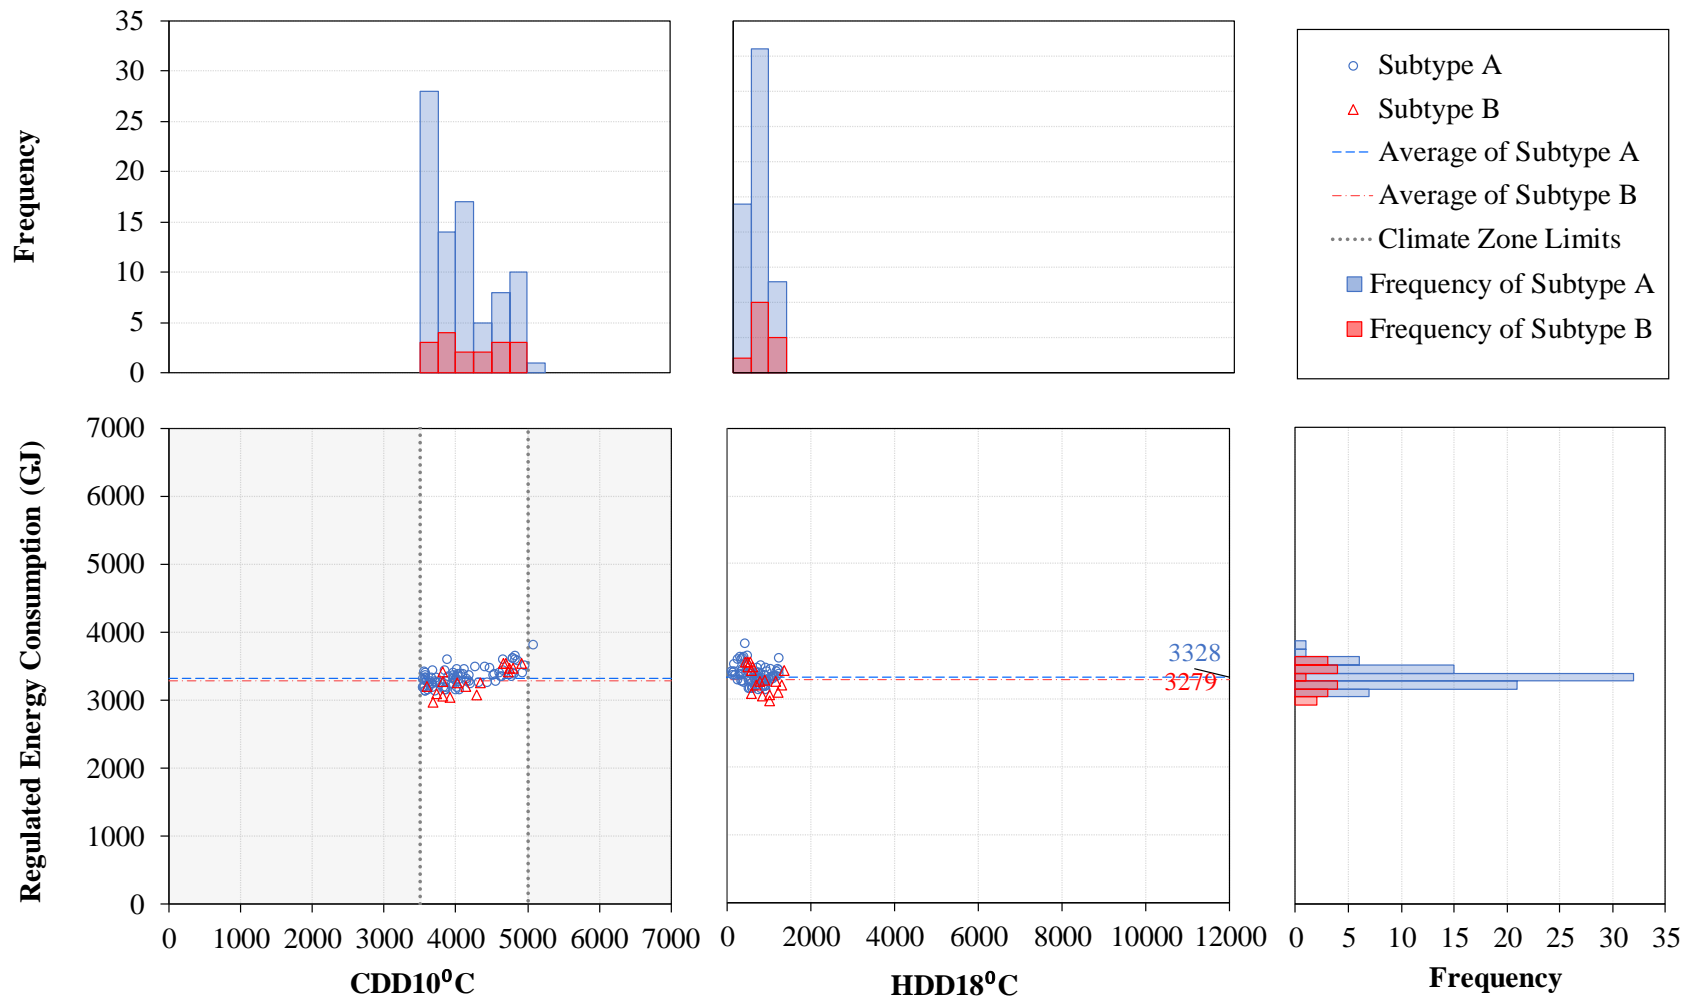 Frequency
35
30
25
20
15
10
5
0
Subtype A
Subtype B
Average of Subtype A
Average of Subtype B
Climate Zone Limits
Frequency of Subtype A
Frequency of Subtype B
Regulated Energy Consumption (GJ)
7000
6000
5000
4000
3000
2000
1000
0
0 1000 2000 3000 4000 5000 6000 7000
CDD10⁰C
3328
3279
0 2000 4000 6000 8000 10000 12000
HDD18⁰C
0 5 10 15 20 25 30 35
Frequency